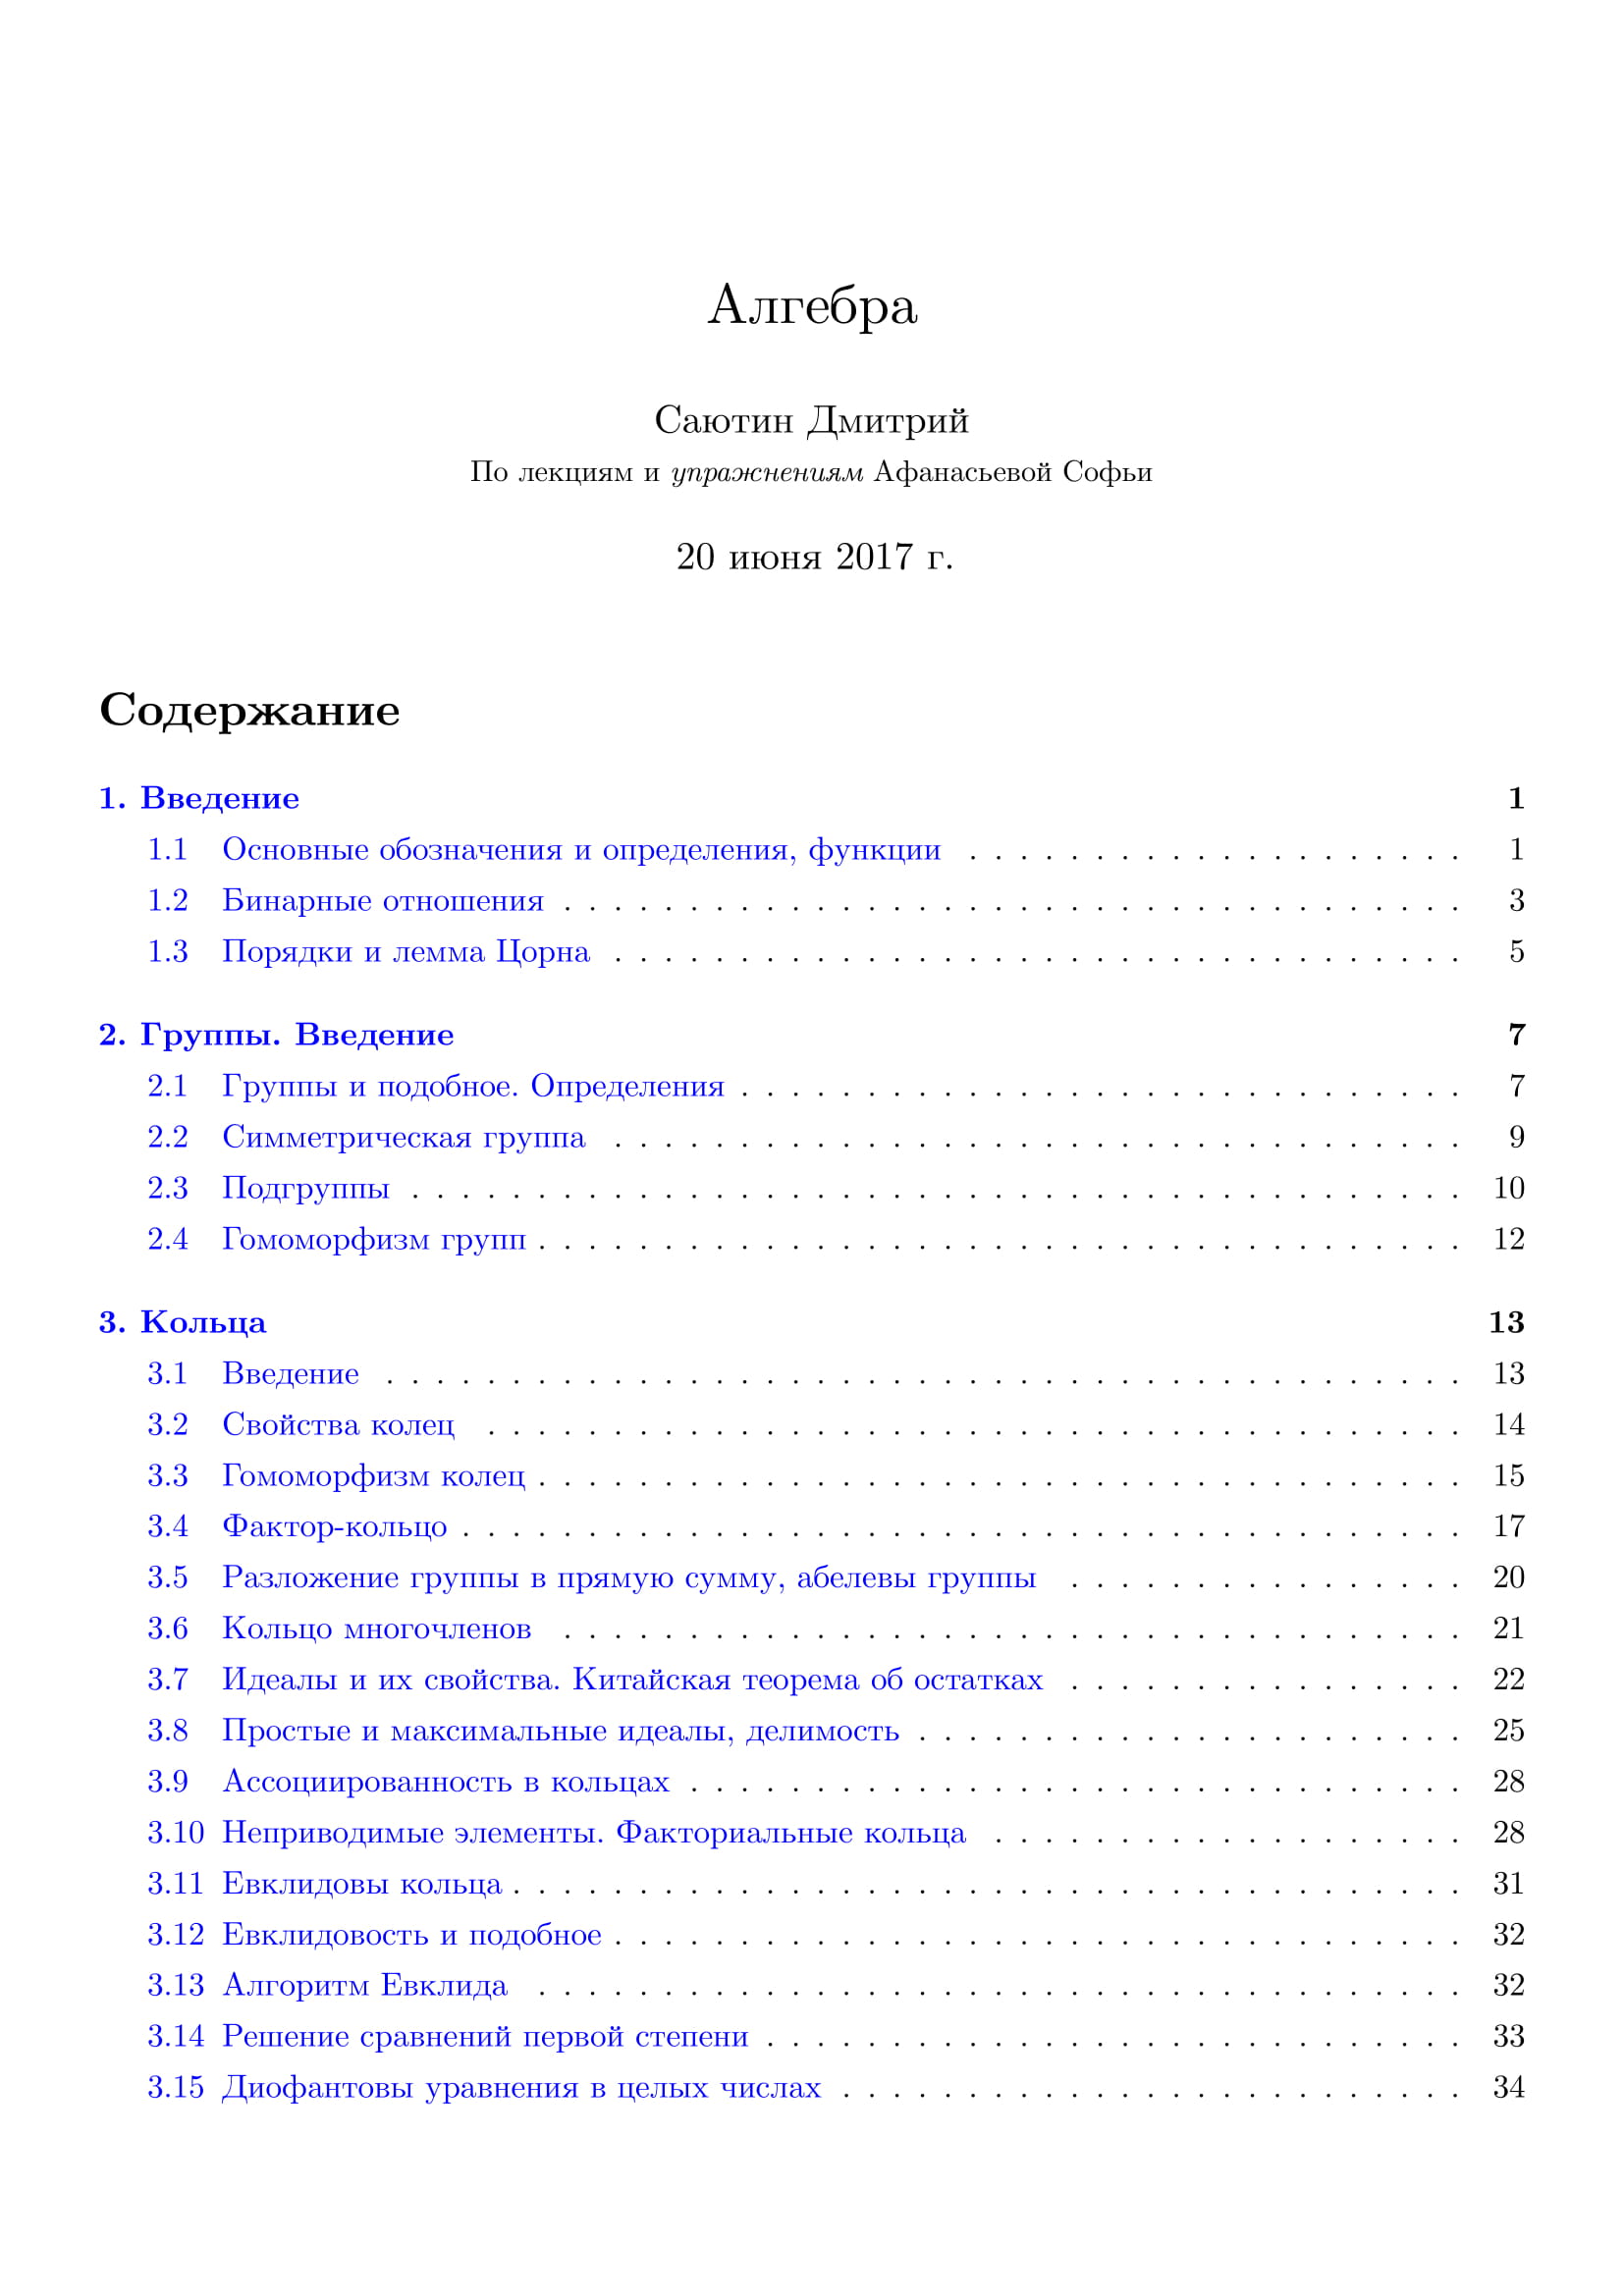 Алгебра
Саютин Дмитрий
По лекциям и упражнениям Афанасьевой Софьи
20 июня 2017 г.
Содержание
1. Введение 1
1.1 Основные обозначения и определения, функции . . . . . . . . . . . . . . . . . . . . 1
1.2 Бинарные отношения . . . . . . . . . . . . . . . . . . . . . . . . . . . . . . . . . . . . 3
1.3 Порядки и лемма Цорна . . . . . . . . . . . . . . . . . . . . . . . . . . . . . . . . . . 5
2. Группы. Введение 7
2.1 Группы и подобное. Определения . . . . . . . . . . . . . . . . . . . . . . . . . . . . . 7
2.2 Симметрическая группа . . . . . . . . . . . . . . . . . . . . . . . . . . . . . . . . . . 9
2.3 Подгруппы . . . . . . . . . . . . . . . . . . . . . . . . . . . . . . . . . . . . . . . . . . 10
2.4 Гомоморфизм групп . . . . . . . . . . . . . . . . . . . . . . . . . . . . . . . . . . . . . 12
3. Кольца 13
3.1 Введение . . . . . . . . . . . . . . . . . . . . . . . . . . . . . . . . . . . . . . . . . . . 13
3.2 Свойства колец . . . . . . . . . . . . . . . . . . . . . . . . . . . . . . . . . . . . . . . 14
3.3 Гомоморфизм колец . . . . . . . . . . . . . . . . . . . . . . . . . . . . . . . . . . . . . 15
3.4 Фактор-кольцо . . . . . . . . . . . . . . . . . . . . . . . . . . . . . . . . . . . . . . . . 17
3.5 Разложение группы в прямую сумму, абелевы группы . . . . . . . . . . . . . . . . 20
3.6 Кольцо многочленов . . . . . . . . . . . . . . . . . . . . . . . . . . . . . . . . . . . . 21
3.7 Идеалы и их свойства. Китайская теорема об остатках . . . . . . . . . . . . . . . . 22
3.8 Простые и максимальные идеалы, делимость . . . . . . . . . . . . . . . . . . . . . . 25
3.9 Ассоциированность в кольцах . . . . . . . . . . . . . . . . . . . . . . . . . . . . . . . 28
3.10 Неприводимые элементы. Факториальные кольца . . . . . . . . . . . . . . . . . . . 28
3.11 Евклидовы кольца . . . . . . . . . . . . . . . . . . . . . . . . . . . . . . . . . . . . . . 31
3.12 Евклидовость и подобное . . . . . . . . . . . . . . . . . . . . . . . . . . . . . . . . . . 32
3.13 Алгоритм Евклида . . . . . . . . . . . . . . . . . . . . . . . . . . . . . . . . . . . . . 32
3.14 Решение сравнений первой степени . . . . . . . . . . . . . . . . . . . . . . . . . . . . 33
3.15 Диофантовы уравнения в целых числах . . . . . . . . . . . . . . . . . . . . . . . . . 34